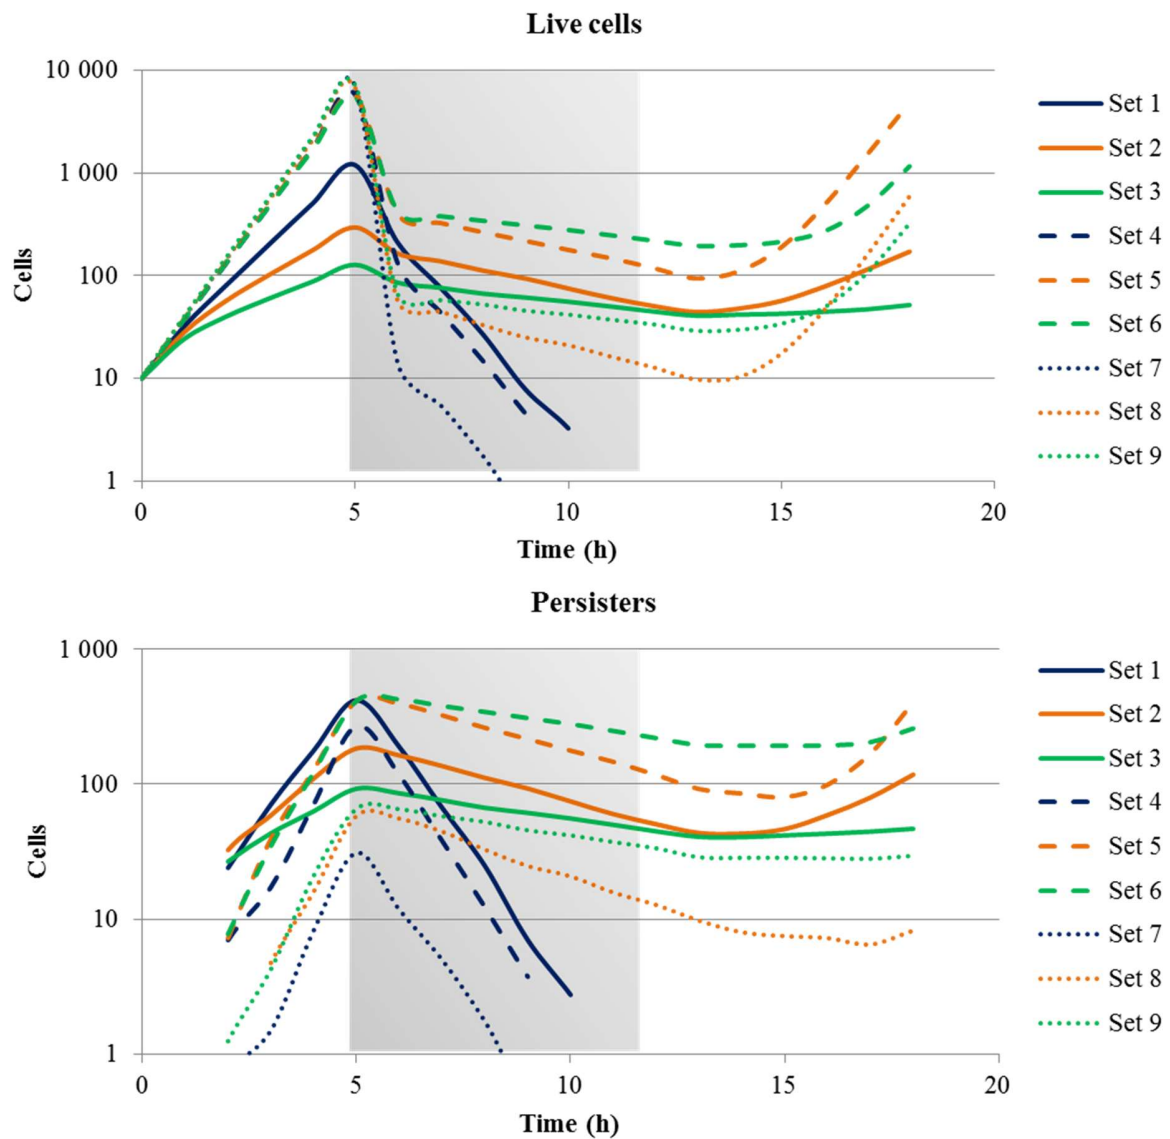 Live cells
10 000
1 000
100
10
1
Cells
0
5
10
15
20
Time (h)
Set 1
Set 2
Set 3
Set 4
Set 5
Set 6
Set 7
Set 8
Set 9
Persisters
1 000
100
10
1
Cells
0
5
10
15
20
Time (h)
Set 1
Set 2
Set 3
Set 4
Set 5
Set 6
Set 7
Set 8
Set 9